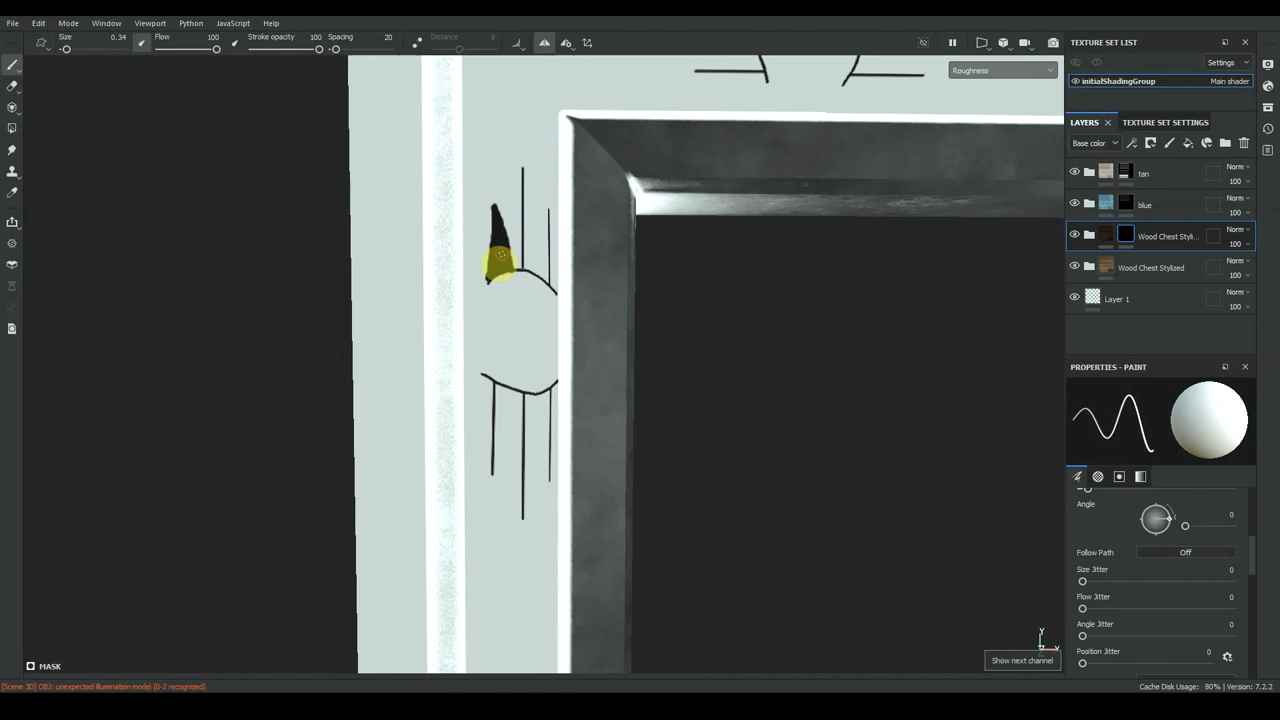 File Edit Mode Window Viewport Python JavaScript Help
Size 0.34 Flow 100 Stroke opacity 100 Spacing 20 Distance 8
Roughness
TEXTURE SET LIST
Settings
initialShadingGroup Main shader
LAYERS TEXTURE SET SETTINGS
Base color
tan Norm 100
blue Norm 100
Wood Chest Styli... Norm 100
Wood Chest Stylized Norm 100
Layer 1 Norm 100
PROPERTIES - PAINT
Angle 0
Follow Path Off
Size Jitter 0
Flow Jitter 0
Angle Jitter 0
Position Jitter 0
Y
Show next channel
MASK
[Scene 3D] OBJ: unexpected illumination model (0-2 recognized)
Cache Disk Usage: 80% | Version: 7.2.2